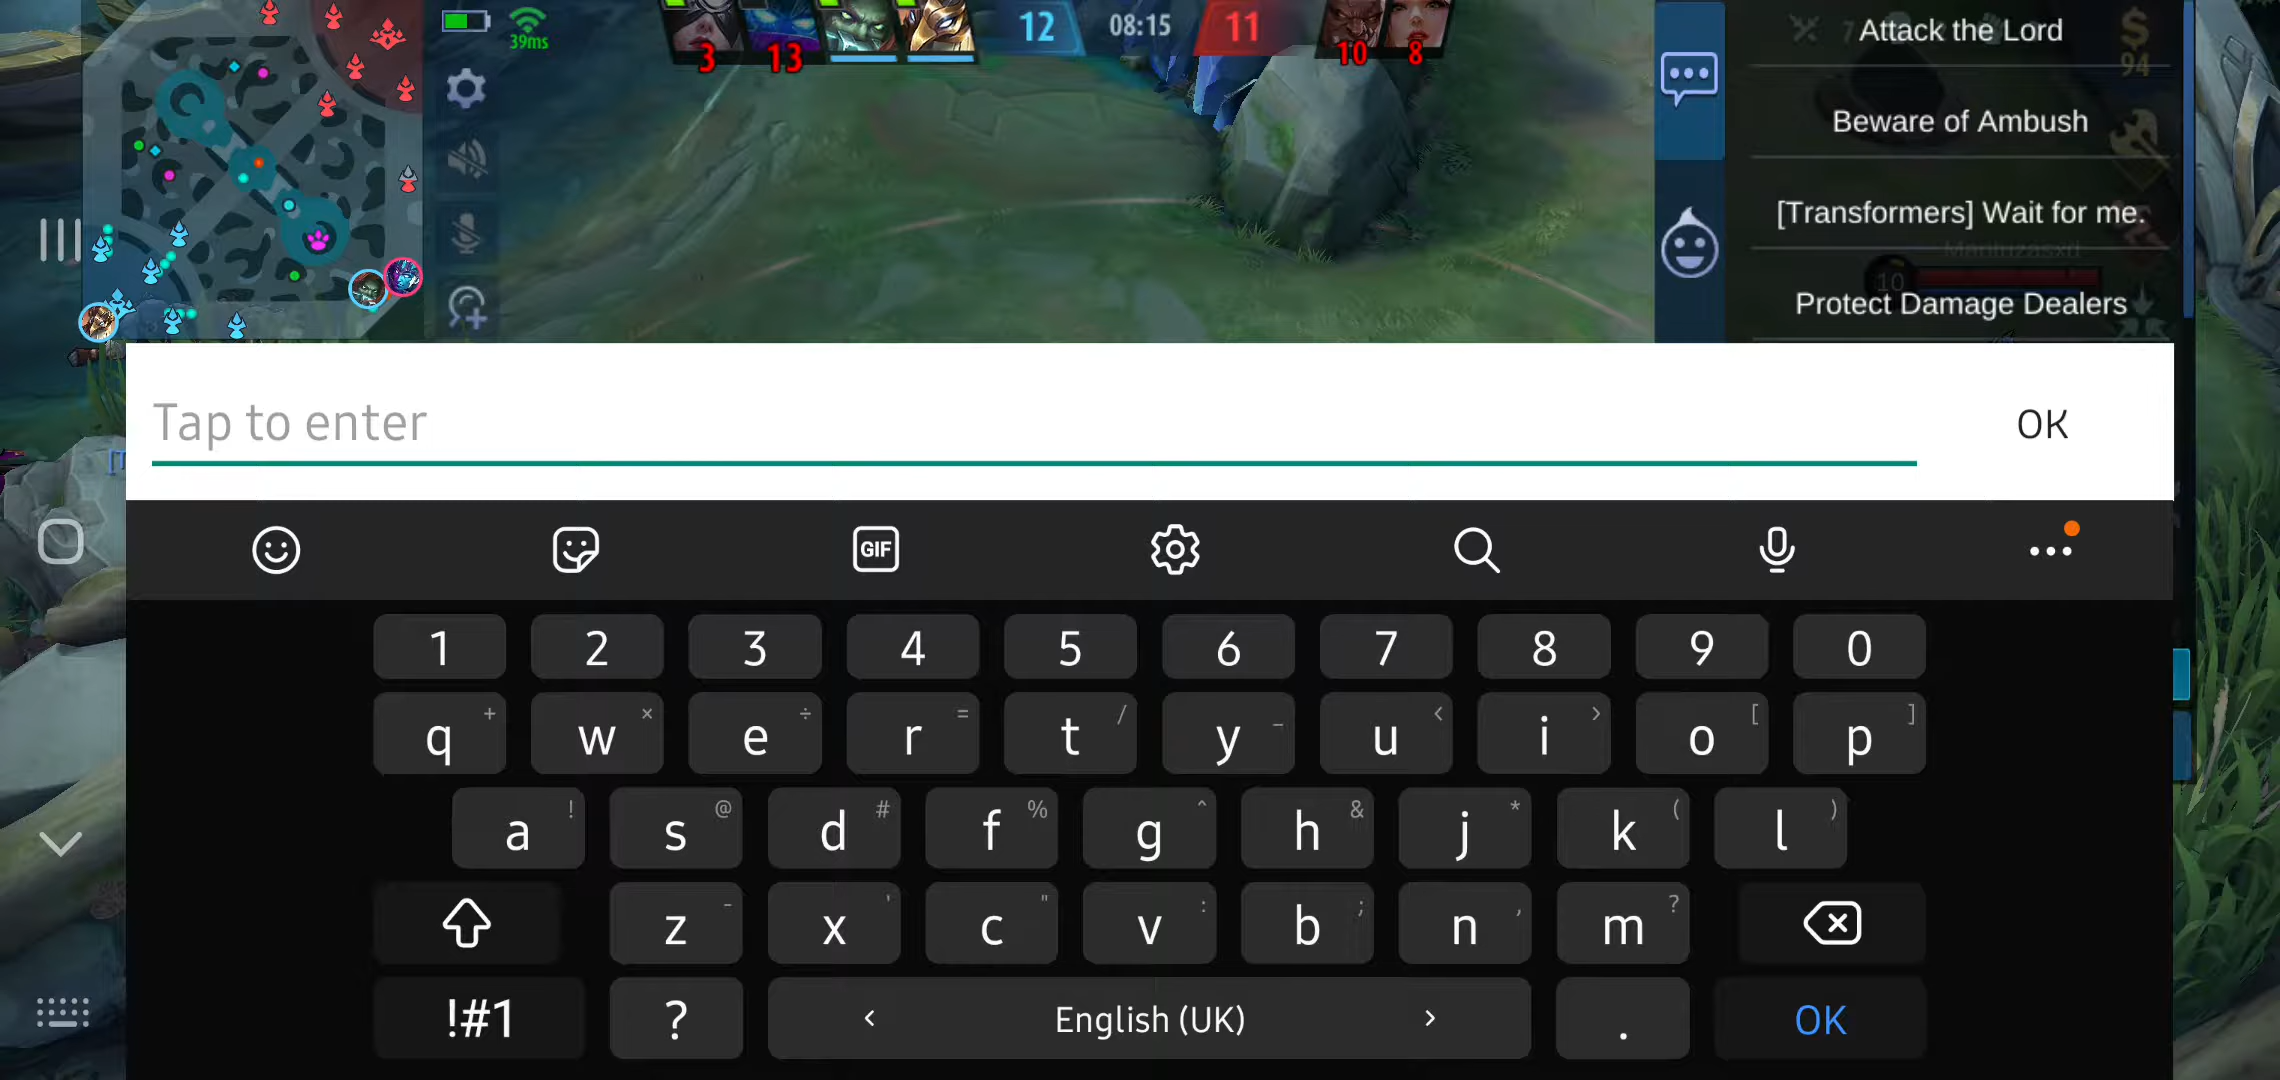 39ms
3
13
12
08:15
11
10
8
Attack the Lord
94
Beware of Ambush
[Transformers] Wait for me.
10
Protect Damage Dealers
Tap to enter
OK
GIF
1 2 3 4 5 6 7 8 9 0
q + w × e ÷ r = t / y _ u < i > o [ p ]
a ! s @ d # f % g ^ h & j * k ( l )
z - x ' c " v : b ; n , m ?
!#1 ? < English (UK) > . OK